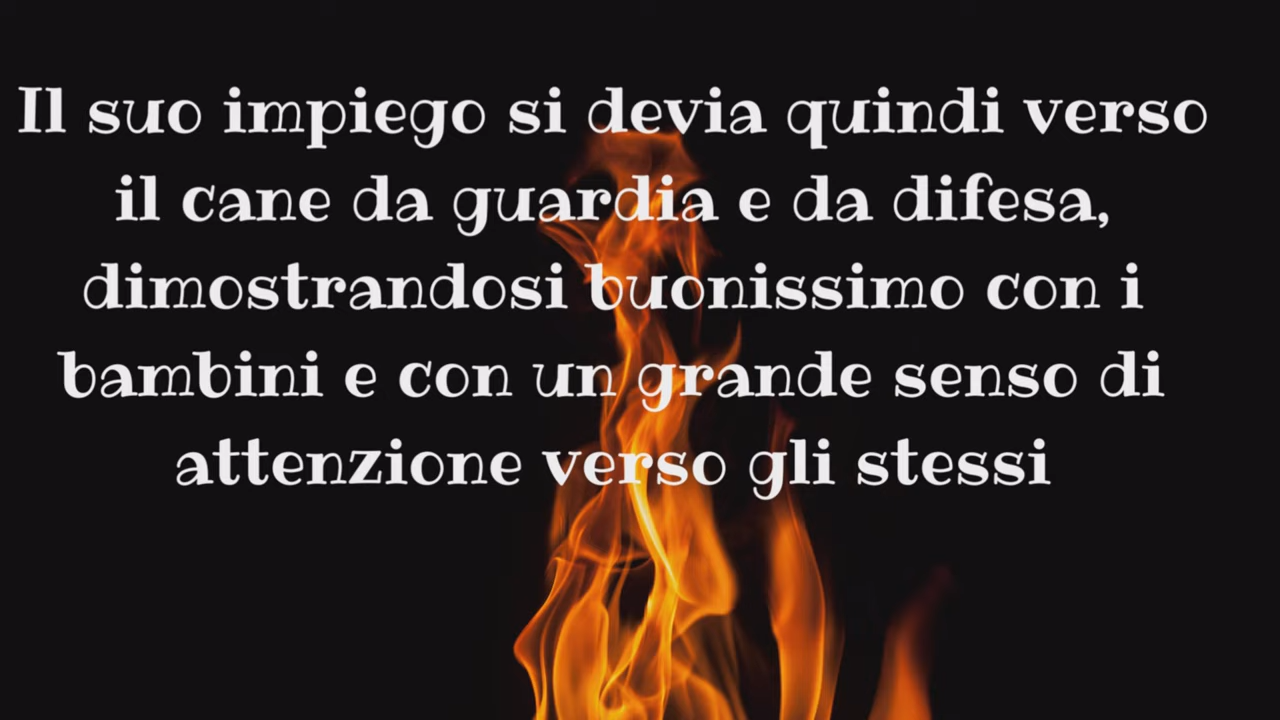 Il suo impiego si devia quindi verso
il cane da guardia e da difesa,
dimostrandosi buonissimo con i
bambini e con un grande senso di
attenzione verso gli stessi